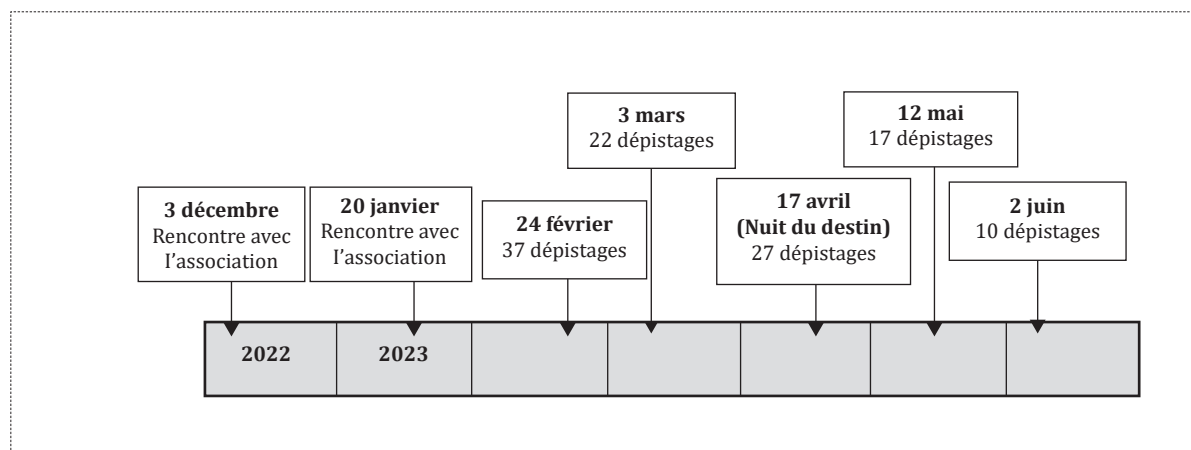 3 décembre
Rencontre avec
l'association
20 janvier
Rencontre avec
l'association
24 février
37 dépistages
3 mars
22 dépistages
17 avril
(Nuit du destin)
27 dépistages
12 mai
17 dépistages
2 juin
10 dépistages
2022
2023